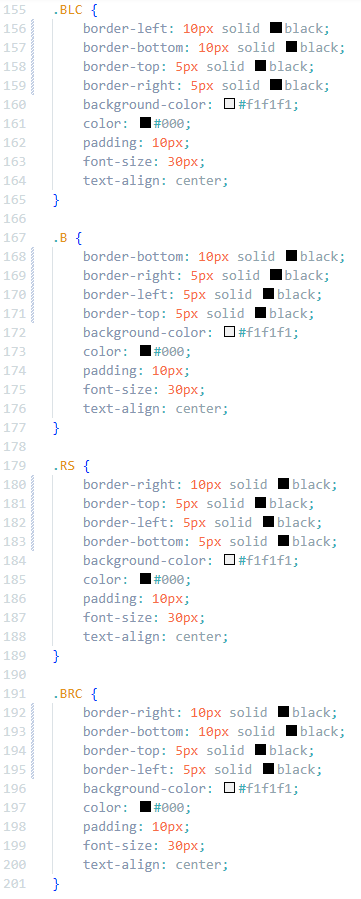 155 .BLC {
156 border-left: 10px solid black;
157 border-bottom: 10px solid black;
158 border-top: 5px solid black;
159 border-right: 5px solid black;
160 background-color: #f1f1f1;
161 color: #000;
162 padding: 10px;
163 font-size: 30px;
164 text-align: center;
165 }
166
167 .B {
168 border-bottom: 10px solid black;
169 border-right: 5px solid black;
170 border-left: 5px solid black;
171 border-top: 5px solid black;
172 background-color: #f1f1f1;
173 color: #000;
174 padding: 10px;
175 font-size: 30px;
176 text-align: center;
177 }
178
179 .RS {
180 border-right: 10px solid black;
181 border-top: 5px solid black;
182 border-left: 5px solid black;
183 border-bottom: 5px solid black;
184 background-color: #f1f1f1;
185 color: #000;
186 padding: 10px;
187 font-size: 30px;
188 text-align: center;
189 }
190
191 .BRC {
192 border-right: 10px solid black;
193 border-bottom: 10px solid black;
194 border-top: 5px solid black;
195 border-left: 5px solid black;
196 background-color: #f1f1f1;
197 color: #000;
198 padding: 10px;
199 font-size: 30px;
200 text-align: center;
201 }